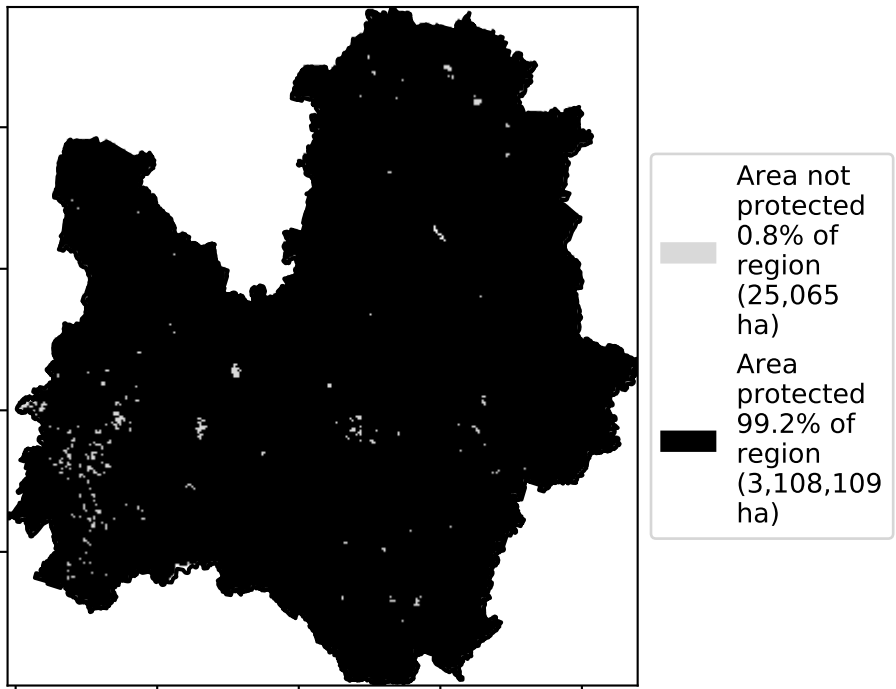 Area not
protected
0.8% of
region
(25,065
ha)
Area
protected
99.2% of
region
(3,108,109
ha)